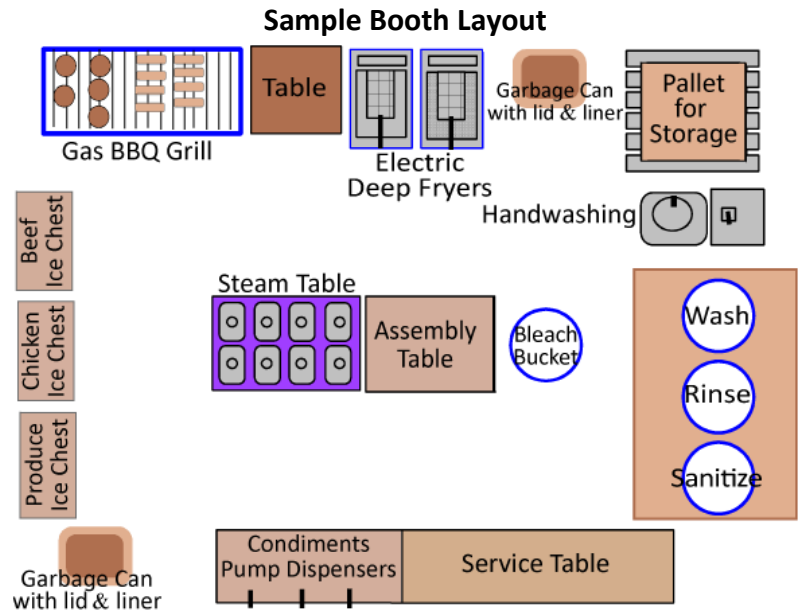 Sample Booth Layout
Table
Gas BBQ Grill
Electric
Deep Fryers
Garbage Can
with lid & liner
Pallet
for
Storage
Handwashing
Beef
Ice Chest
Chicken
Ice Chest
Produce
Ice Chest
Steam Table
Assembly
Table
Bleach
Bucket
Wash
Rinse
Sanitize
Garbage Can
with lid & liner
Condiments
Pump Dispensers
Service Table